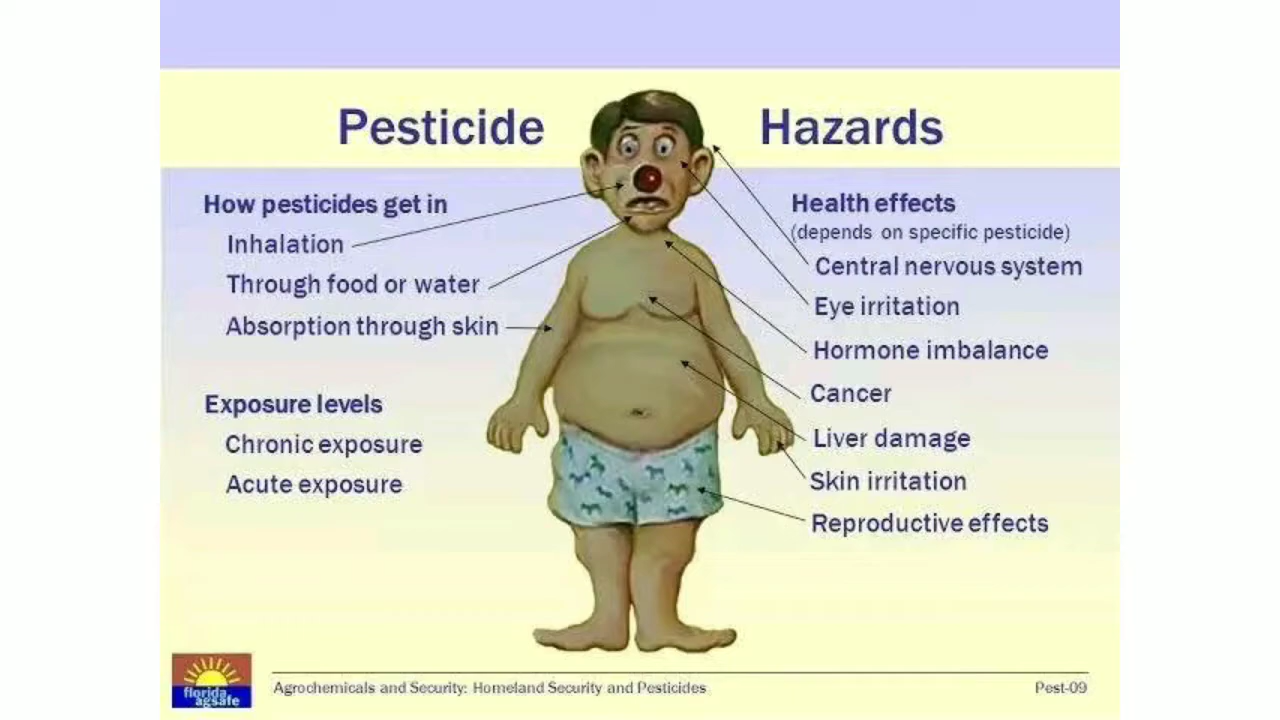 Pesticide Hazards
How pesticides get in
Inhalation
Through food or water
Absorption through skin
Exposure levels
Chronic exposure
Acute exposure
Health effects
(depends on specific pesticide)
Central nervous system
Eye irritation
Hormone imbalance
Cancer
Liver damage
Skin irritation
Reproductive effects
florida
agsafe
Agrochemicals and Security: Homeland Security and Pesticides
Pest-09